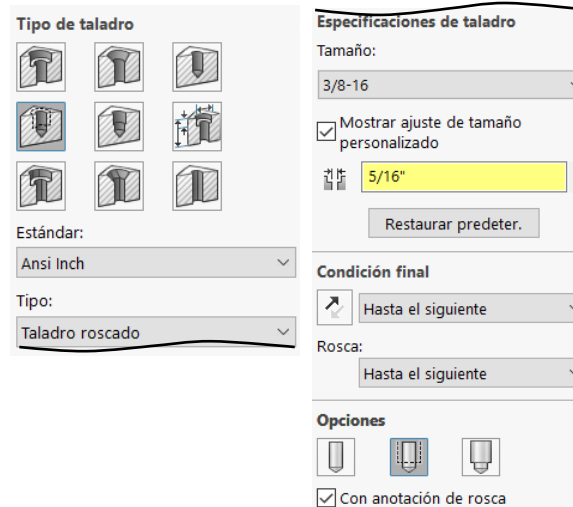 Tipo de taladro
Estándar:
Ansi Inch
Tipo:
Taladro roscado
Especificaciones de taladro
Tamaño:
3/8-16
Mostrar ajuste de tamaño
personalizado
5/16"
Restaurar predeter.
Condición final
Hasta el siguiente
Rosca:
Hasta el siguiente
Opciones
Con anotación de rosca